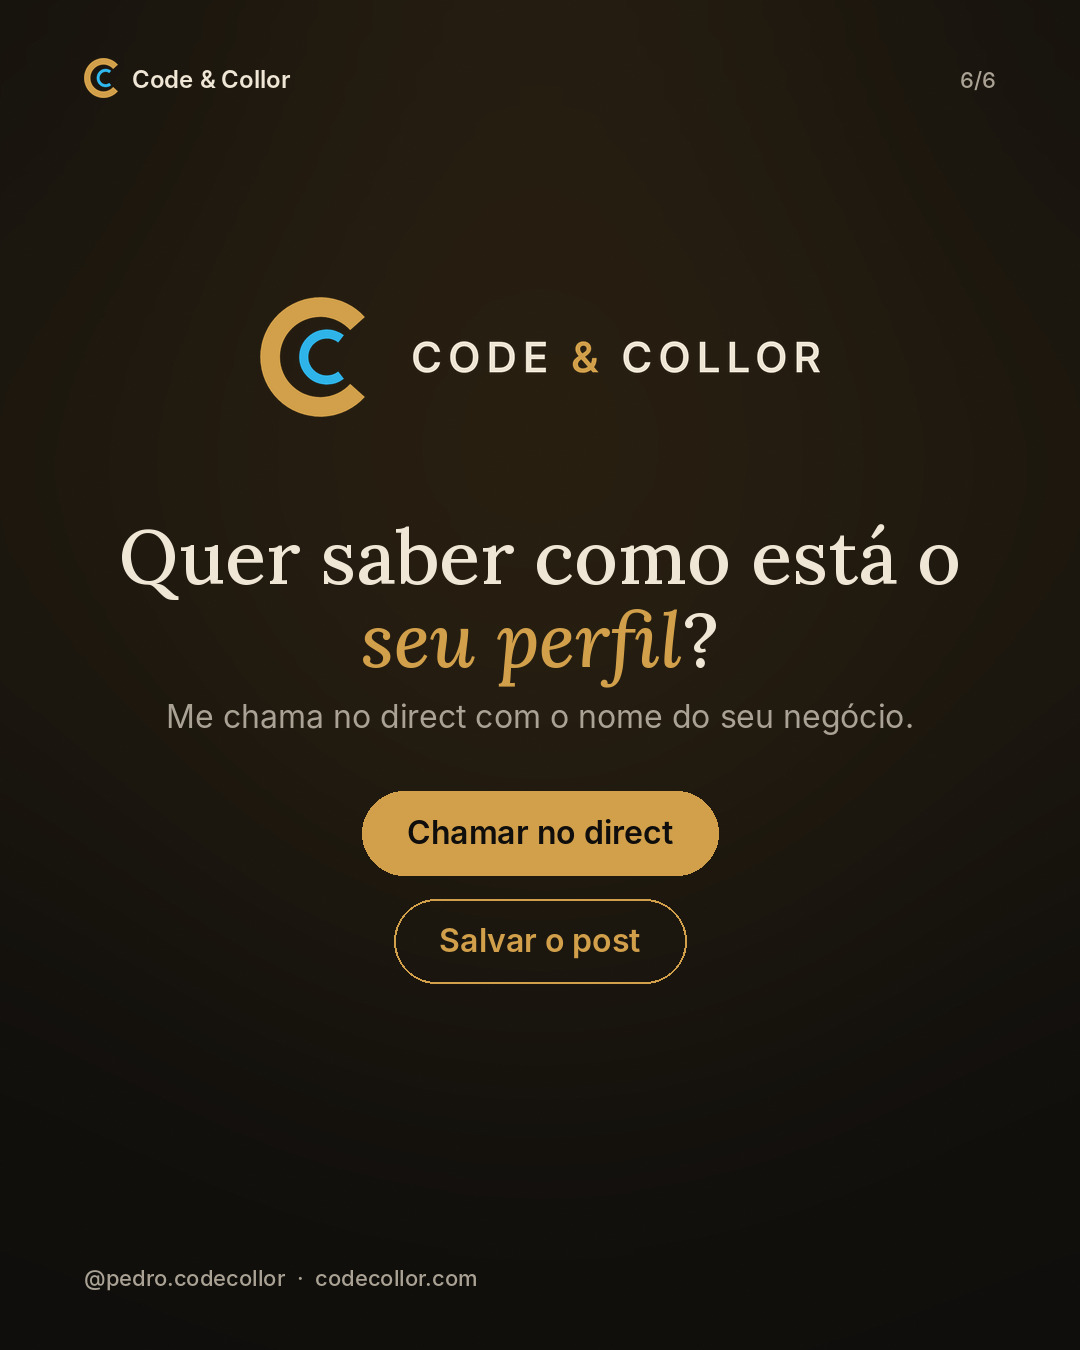 Code & Collor
6/6
CODE & COLLOR
Quer saber como está o
seu perfil?
Me chama no direct com o nome do seu negócio.
Chamar no direct
Salvar o post
@pedro.codecollor · codecollor.com